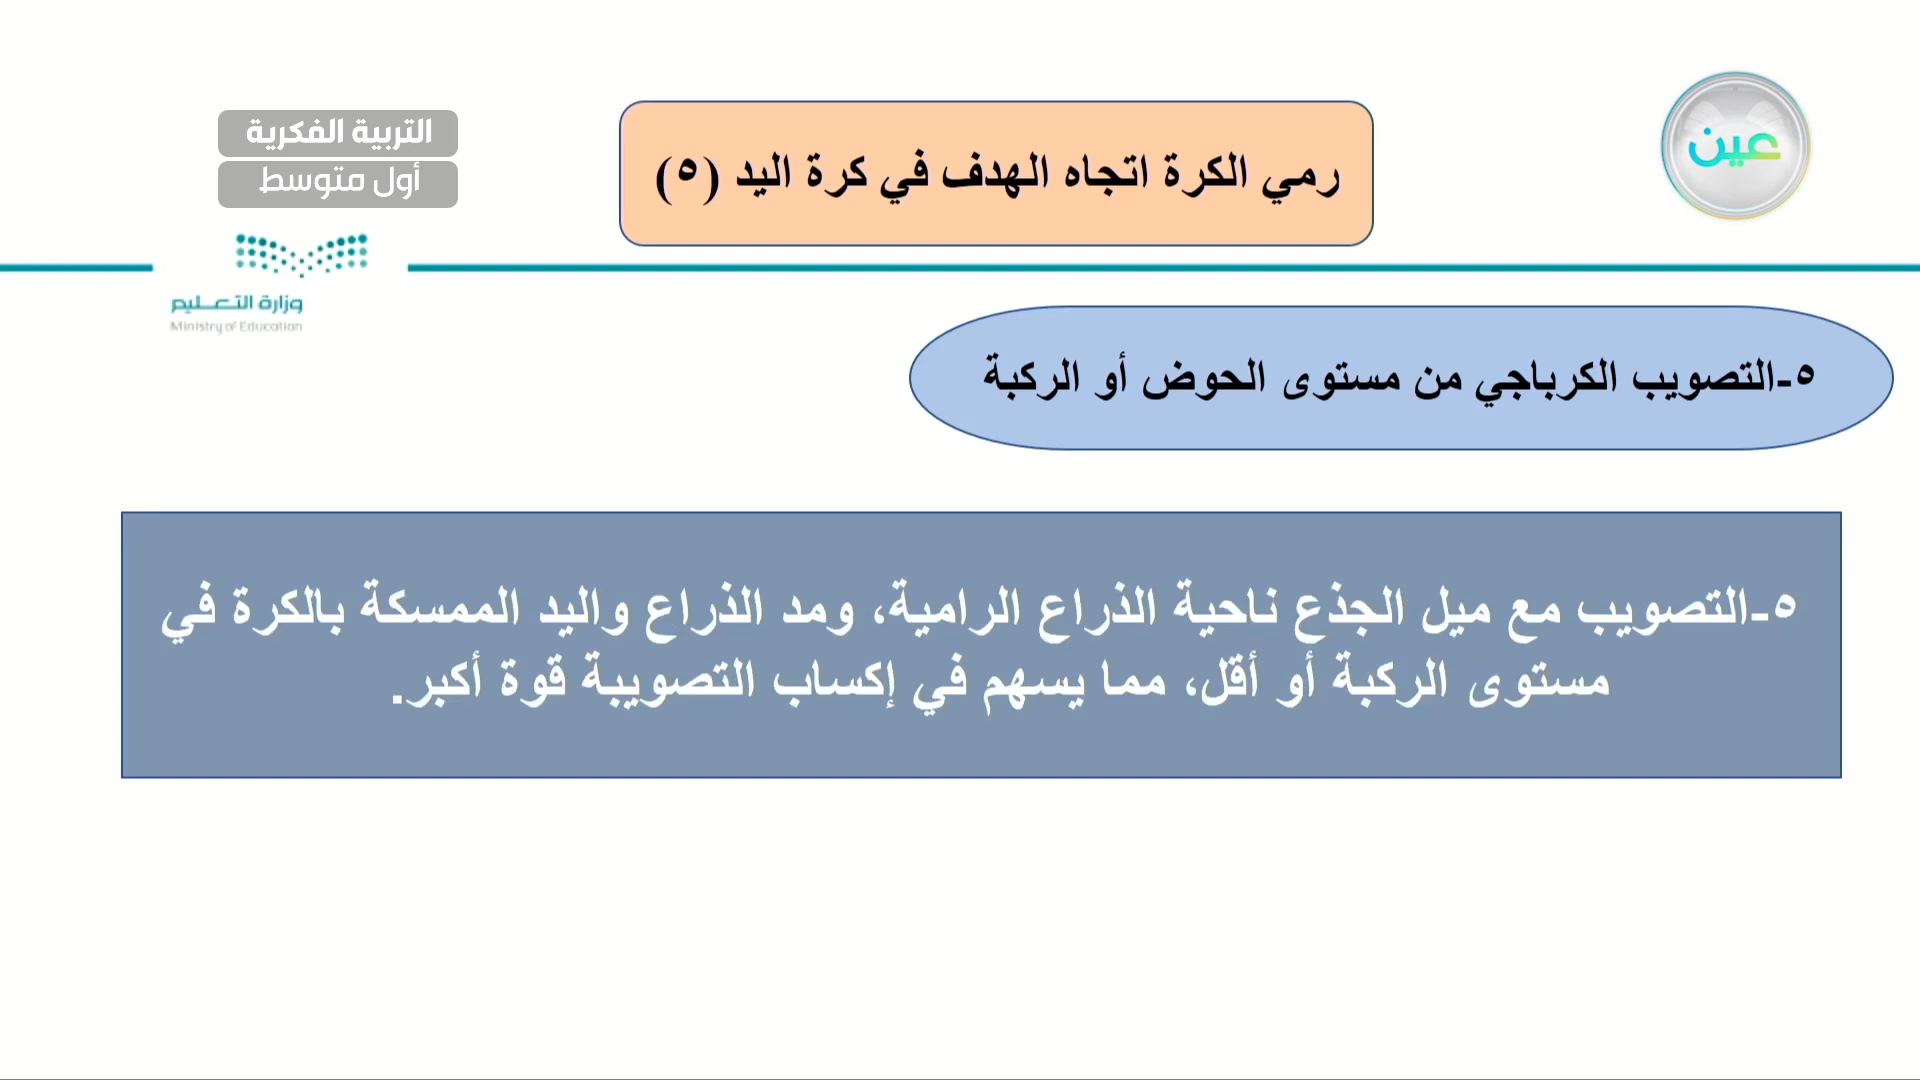 عين
رمي الكرة اتجاه الهدف في كرة اليد (٥)
التربية الفكرية
أول متوسط
وزارة التعليم
Ministry of Education
٥-التصويب الكرباجي من مستوى الحوض أو الركبة
٥-التصويب مع ميل الجذع ناحية الذراع الرامية، ومد الذراع واليد الممسكة بالكرة في
مستوى الركبة أو أقل، مما يسهم في إكساب التصويبة قوة أكبر.